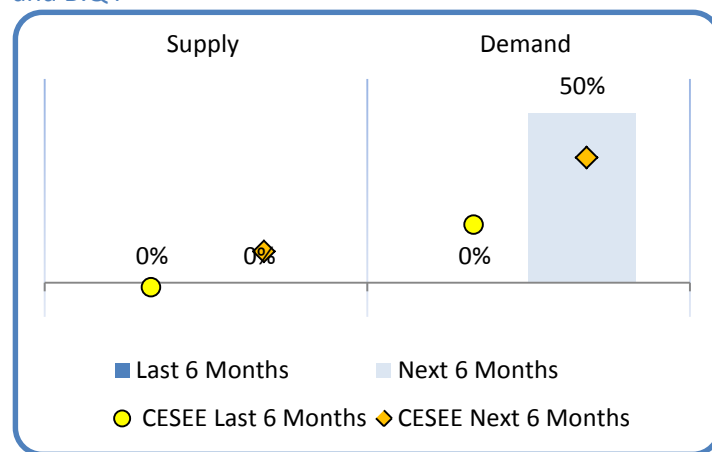 Supply Demand
50%
0% 0% 0%
Last 6 Months Next 6 Months
CESEE Last 6 Months CESEE Next 6 Months